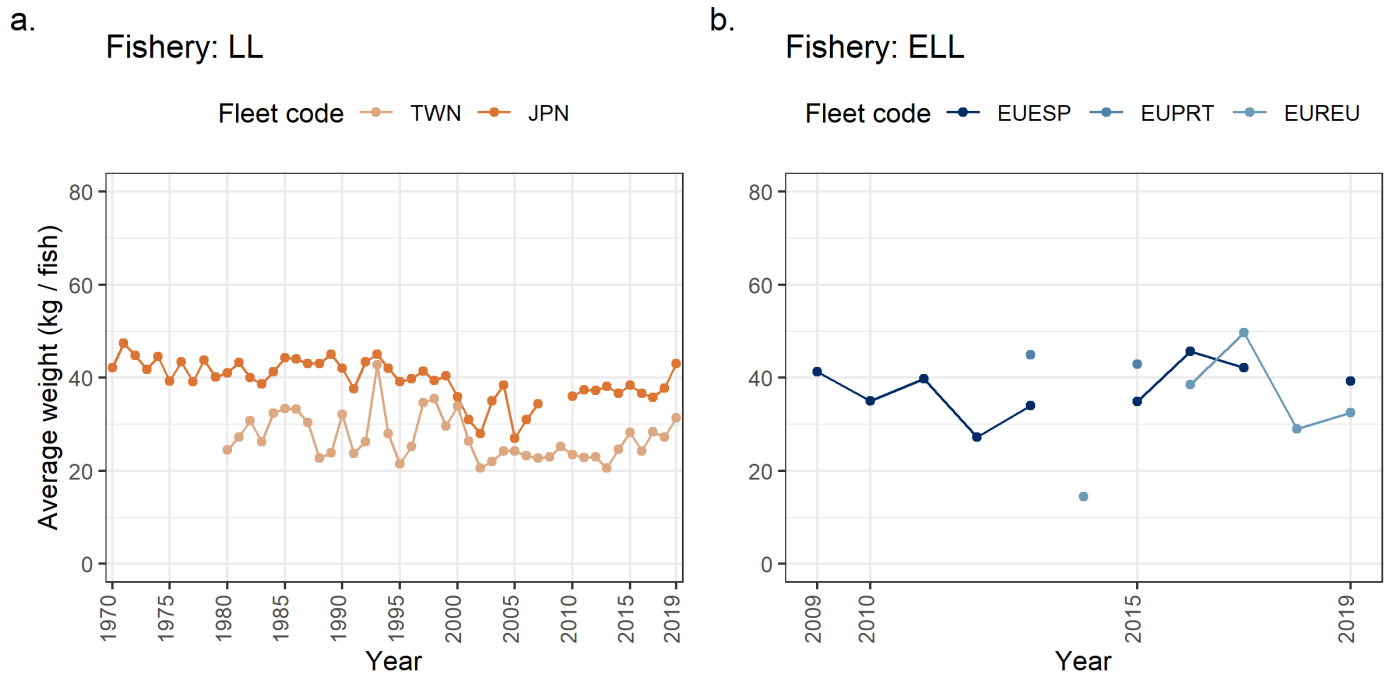 a.
Fishery: LL
Fleet code TWN JPN
Average weight (kg / fish)
80
60
40
20
0
1970 1975 1980 1985 1990 1995 2000 2005 2010 2015 2019
Year
b.
Fishery: ELL
Fleet code EUESP EUPRT EUREU
80
60
40
20
0
2009 2010 2015 2019
Year